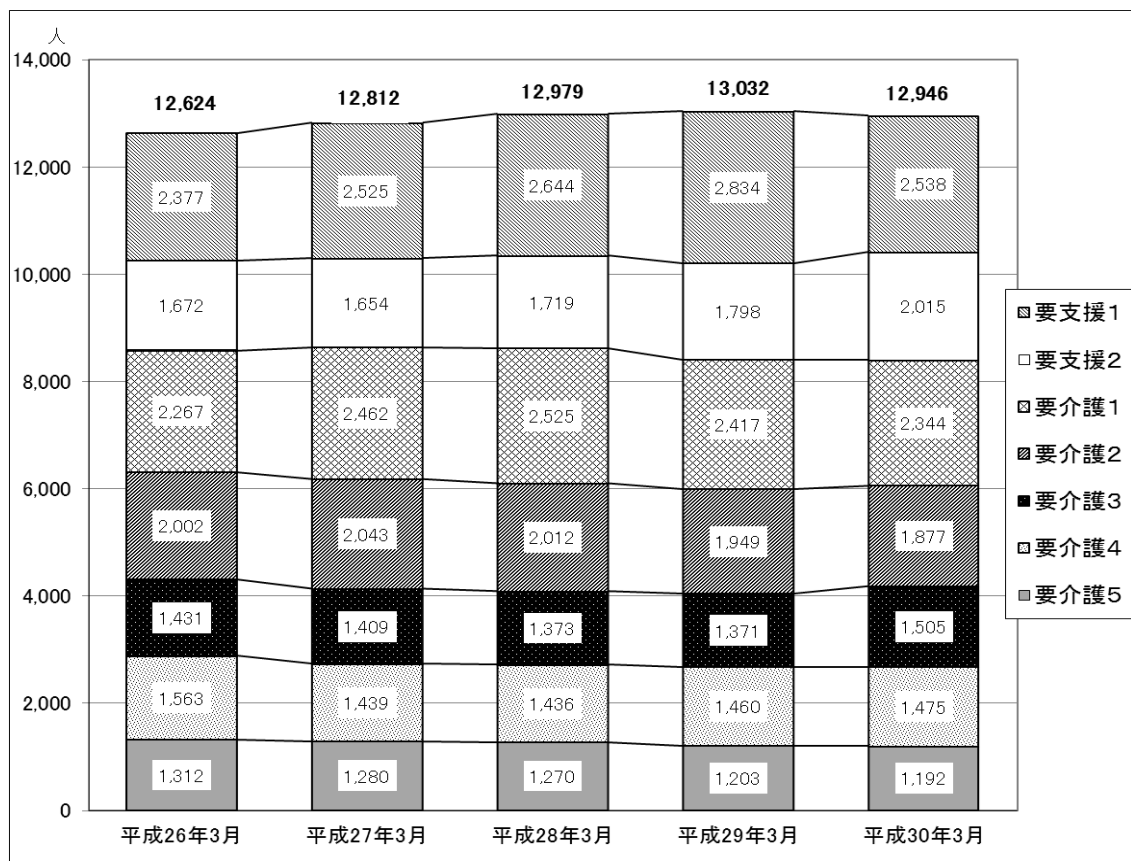 人
14,000
12,624 12,812 12,979 13,032 12,946
12,000
2,377 2,525 2,644 2,834 2,538
10,000
1,672 1,654 1,719 1,798 2,015
8,000
2,267 2,462 2,525 2,417 2,344
6,000
2,002 2,043 2,012 1,949 1,877
4,000
1,431 1,409 1,373 1,371 1,505
2,000
1,563 1,439 1,436 1,460 1,475
1,312 1,280 1,270 1,203 1,192
0
平成26年3月 平成27年3月 平成28年3月 平成29年3月 平成30年3月
要支援1
要支援2
要介護1
要介護2
要介護3
要介護4
要介護5